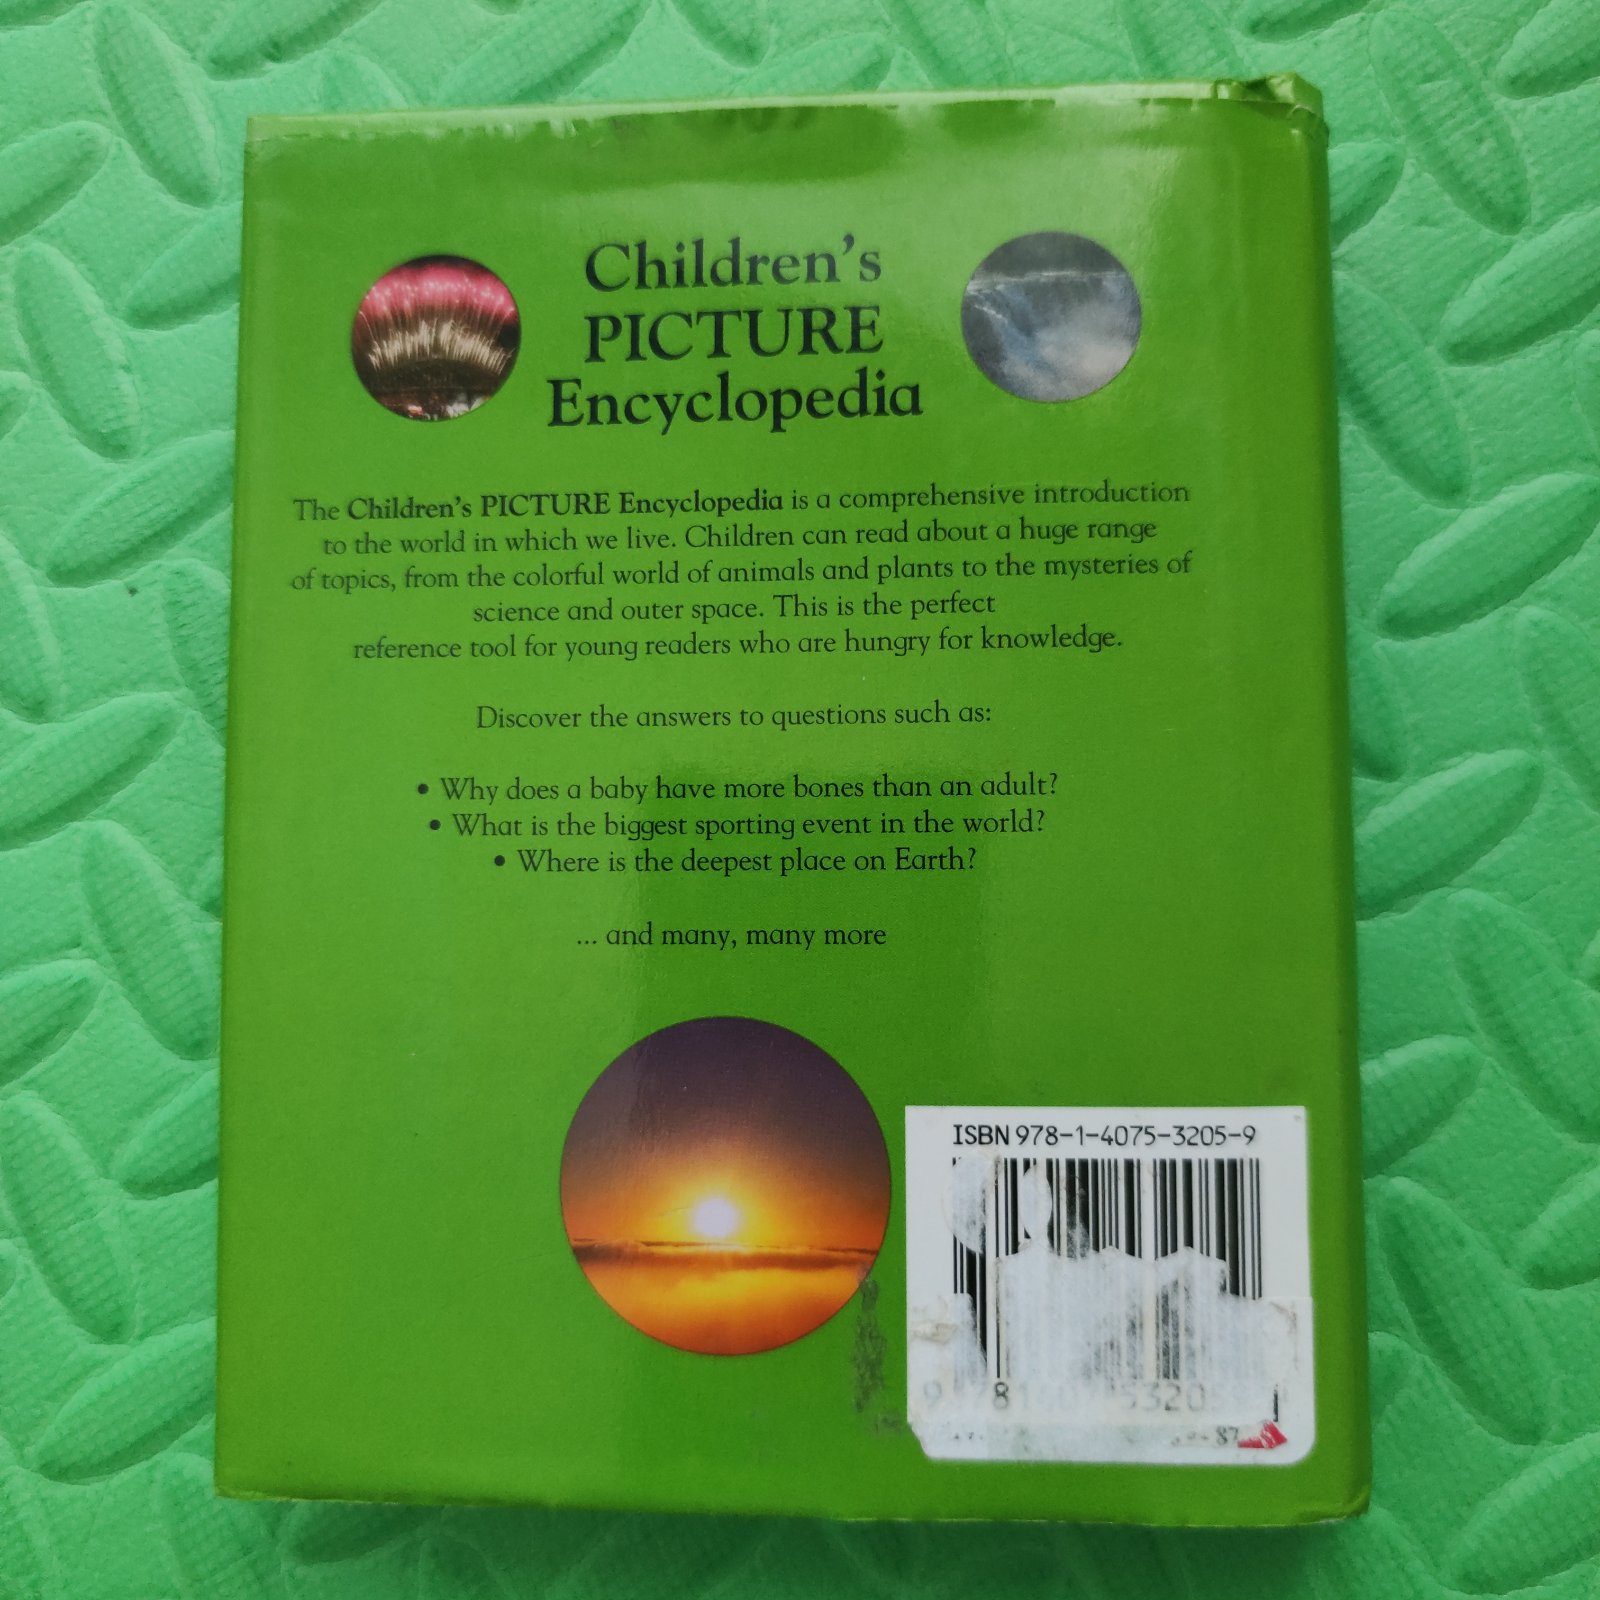 Children's
PICTURE
Encyclopedia
The Children's PICTURE Encyclopedia is a comprehensive introduction
to the world in which we live. Children can read about a huge range
of topics, from the colorful world of animals and plants to the mysteries of
science and outer space. This is the perfect
reference tool for young readers who are hungry for knowledge.
Discover the answers to questions such as:
• Why does a baby have more bones than an adult?
• What is the biggest sporting event in the world?
• Where is the deepest place on Earth?
... and many, many more
ISBN 978-1-4075-3205-9